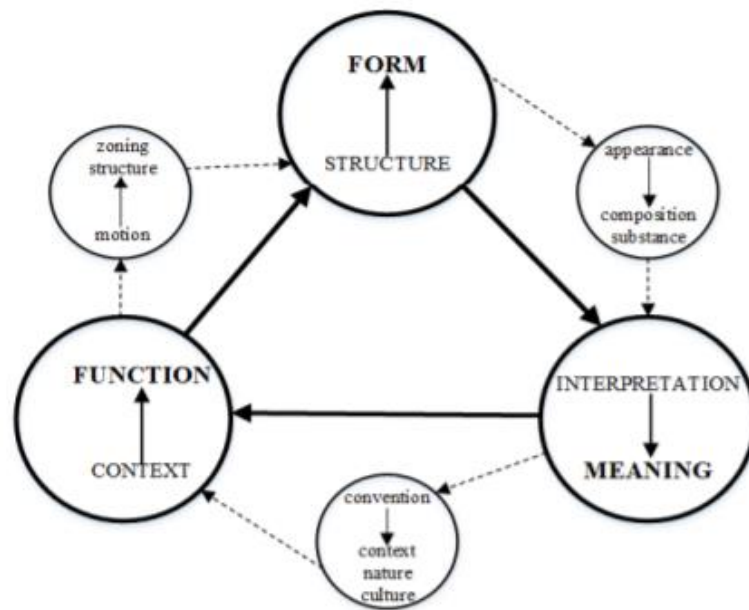 FORM
STRUCTURE
zoning
structure
motion
appearance
composition
substance
FUNCTION
CONTEXT
INTERPRETATION
MEANING
convention
context
nature
culture